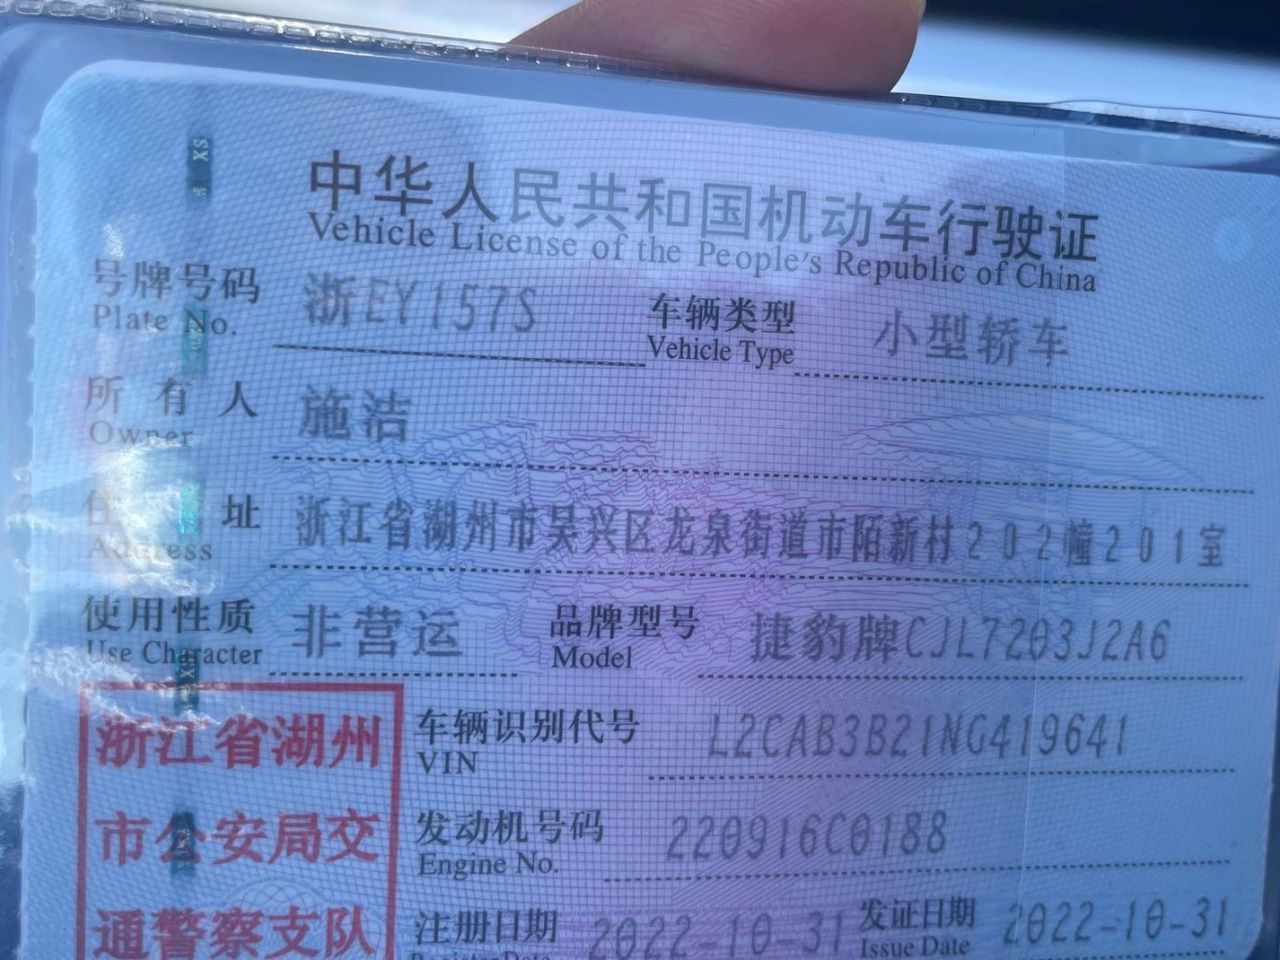 中华人民共和国机动车行驶证
Vehicle License of the People's Republic of China
号牌号码 浙EY157S 车辆类型 小型轿车
Plate No. Vehicle Type
所有人 施洁
Owner
住址 浙江省湖州市吴兴区龙泉街道市陌新村202幢201室
Address
使用性质 非营运 品牌型号 捷豹牌CJL7203J2A6
Use Character Model
浙江省湖州
市公安局交
通警察支队
车辆识别代号 L2CAB3B21NG419641
VIN
发动机号码 220916C0188
Engine No.
注册日期 2022-10-31 发证日期 2022-10-31
Register Date Issue Date